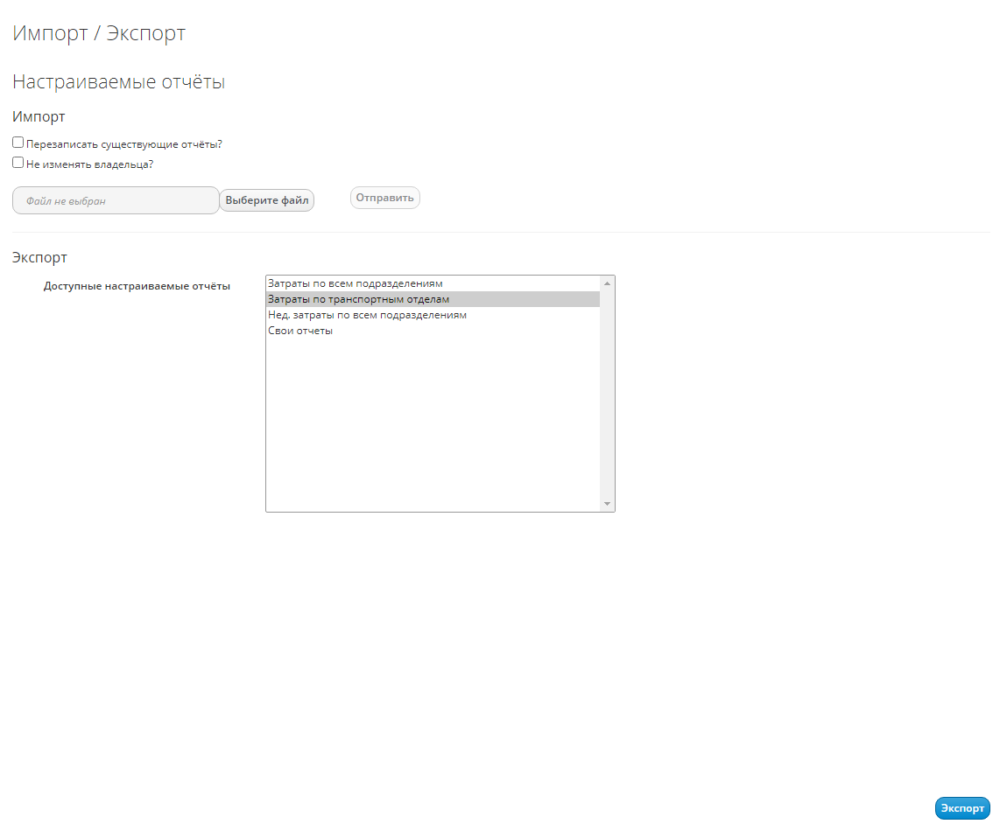 Импорт / Экспорт
Настраиваемые отчёты
Импорт
Перезаписать существующие отчёты?
Не изменять владельца?
Файл не выбран Выберите файл Отправить
Экспорт
Доступные настраиваемые отчёты
Затраты по всем подразделениям
Затраты по транспортным отделам
Нед. затраты по всем подразделениям
Свои отчеты
Экспорт